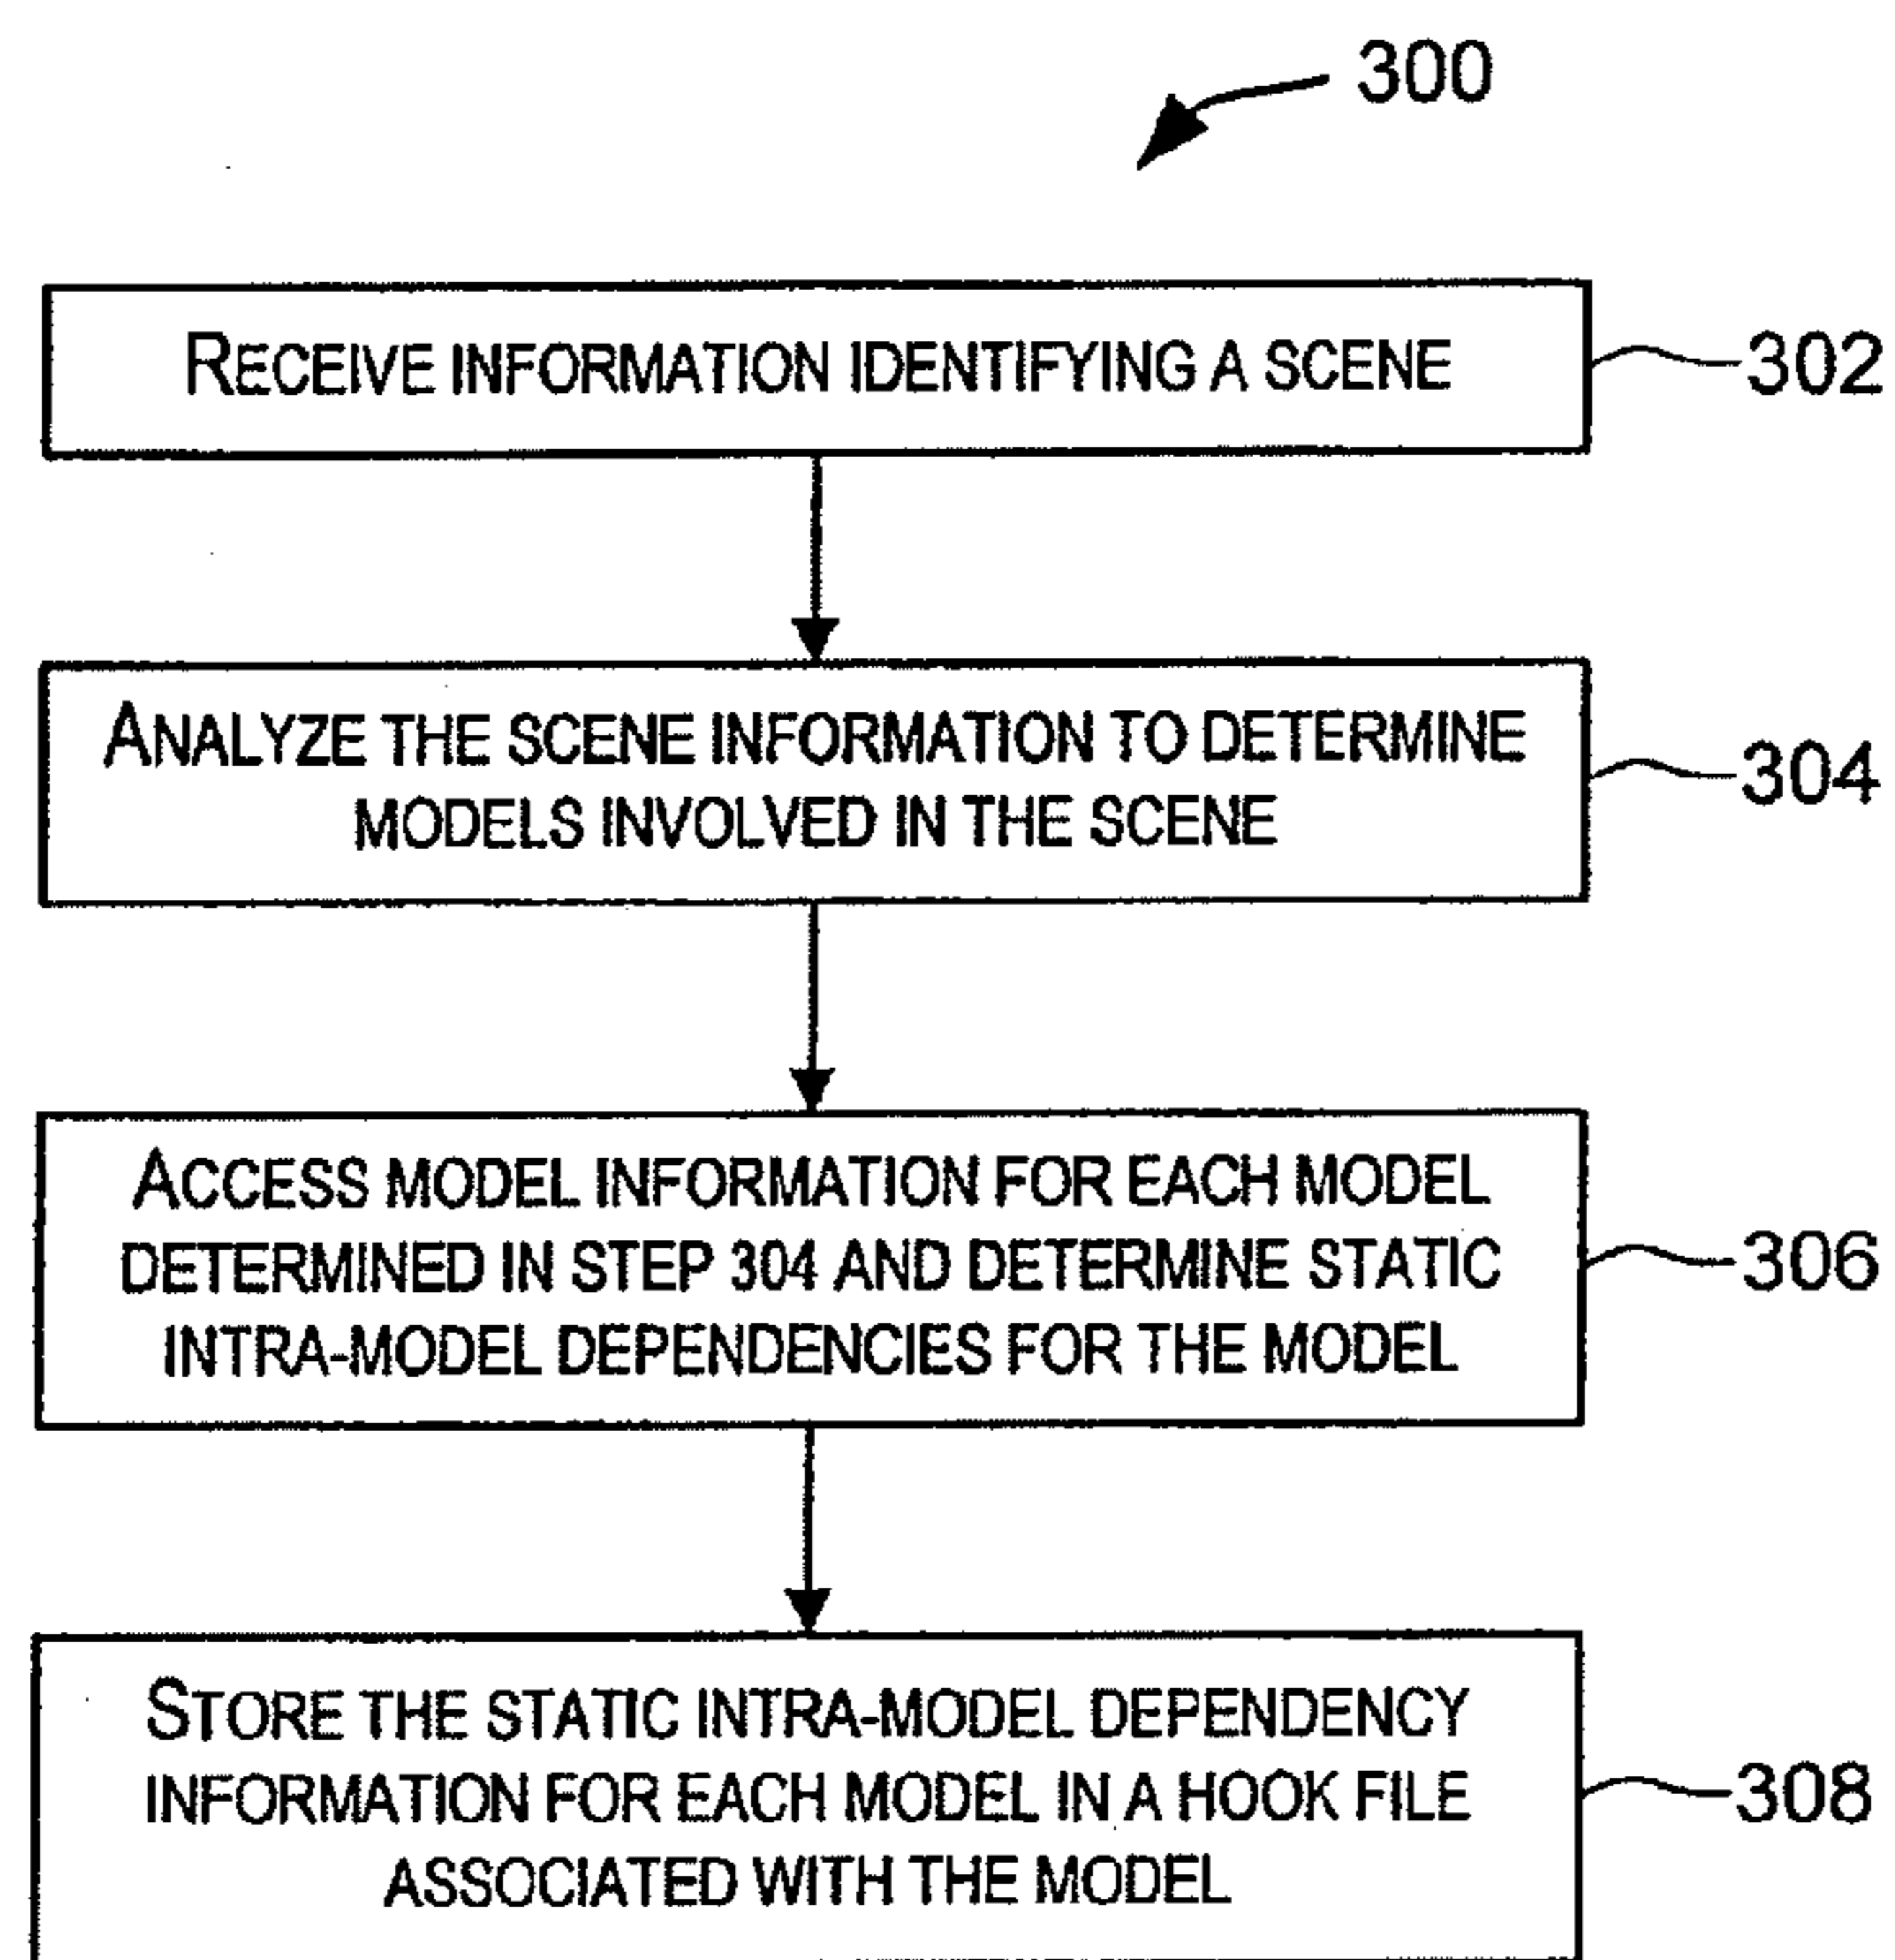 300
RECEIVE INFORMATION IDENTIFYING A SCENE
302
ANALYZE THE SCENE INFORMATION TO DETERMINE
MODELS INVOLVED IN THE SCENE
304
ACCESS MODEL INFORMATION FOR EACH MODEL
DETERMINED IN STEP 304 AND DETERMINE STATIC
INTRA-MODEL DEPENDENCIES FOR THE MODEL
306
STORE THE STATIC INTRA-MODEL DEPENDENCY
INFORMATION FOR EACH MODEL IN A HOOK FILE
ASSOCIATED WITH THE MODEL
308